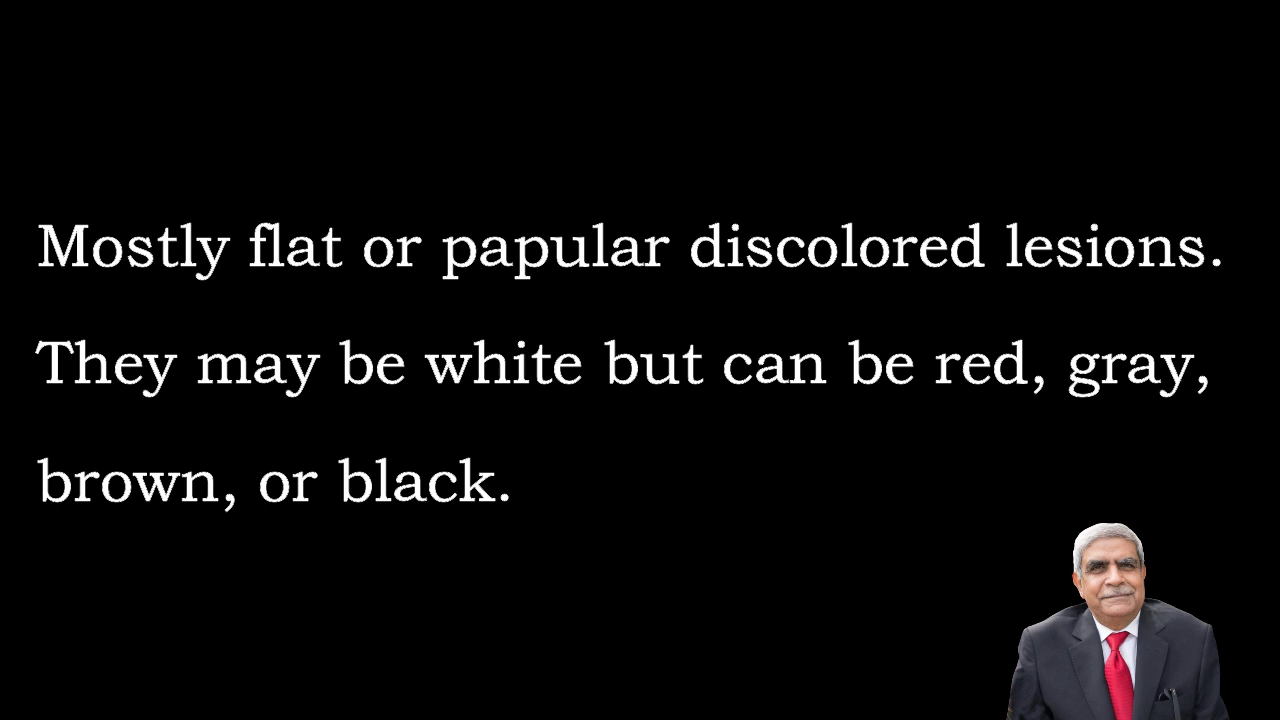 Mostly flat or papular discolored lesions.
They may be white but can be red, gray,
brown, or black.